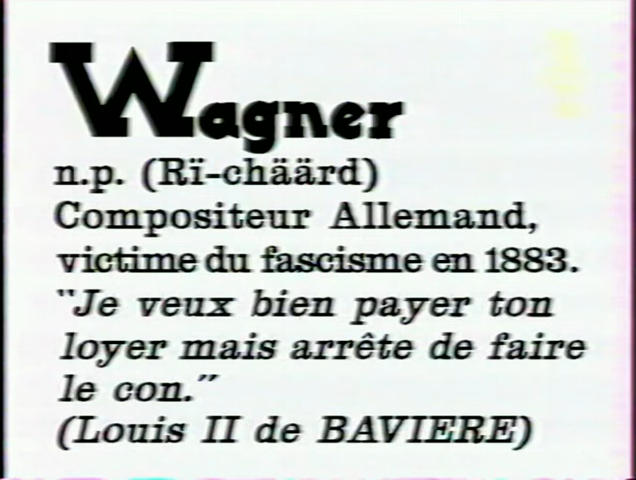 Wagner
n.p. (Rï-chäärd)
Compositeur Allemand,
victime du fascisme en 1883.
"Je veux bien payer ton
loyer mais arrête de faire
le con."
(Louis II de BAVIERE)